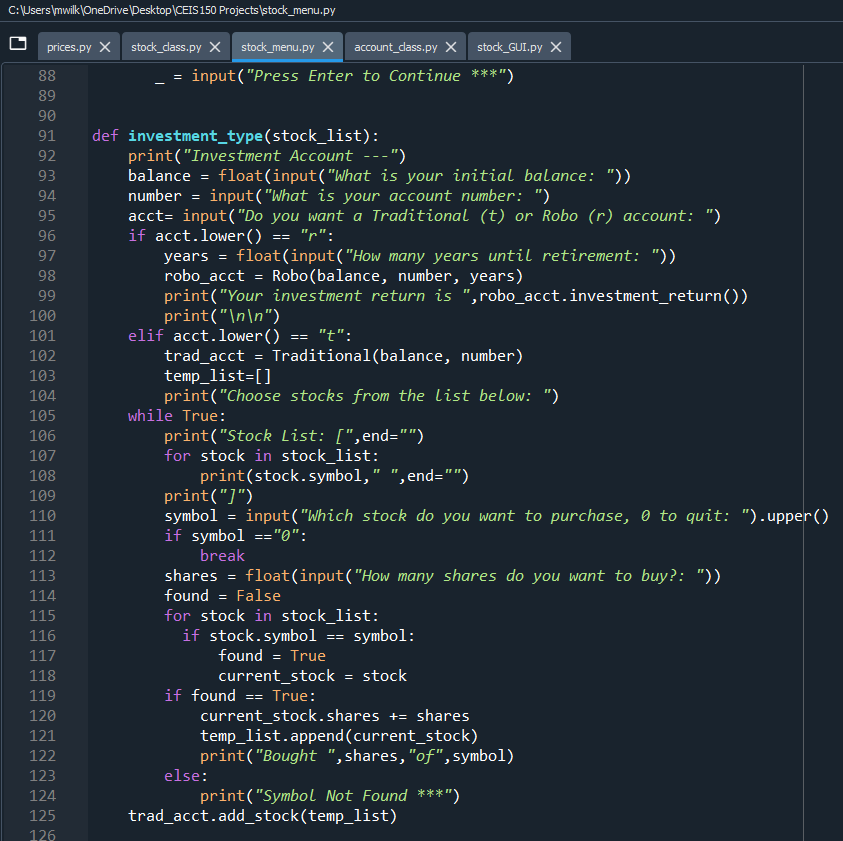 C:\Users\mwilk\OneDrive\Desktop\CEIS150 Projects\stock_menu.py
prices.py stock_class.py stock_menu.py account_class.py stock_GUI.py
88         _ = input("Press Enter to Continue ***")
89
90
91 def investment_type(stock_list):
92     print("Investment Account ---")
93     balance = float(input("What is your initial balance: "))
94     number = input("What is your account number: ")
95     acct= input("Do you want a Traditional (t) or Robo (r) account: ")
96     if acct.lower() == "r":
97         years = float(input("How many years until retirement: "))
98         robo_acct = Robo(balance, number, years)
99         print("Your investment return is ",robo_acct.investment_return())
100         print("\n\n")
101     elif acct.lower() == "t":
102         trad_acct = Traditional(balance, number)
103         temp_list=[]
104         print("Choose stocks from the list below: ")
105     while True:
106         print("Stock List: [",end="")
107         for stock in stock_list:
108             print(stock.symbol," ",end="")
109         print("]")
110         symbol = input("Which stock do you want to purchase, 0 to quit: ").upper()
111         if symbol =="0":
112             break
113         shares = float(input("How many shares do you want to buy?: "))
114         found = False
115         for stock in stock_list:
116           if stock.symbol == symbol:
117               found = True
118               current_stock = stock
119         if found == True:
120             current_stock.shares += shares
121             temp_list.append(current_stock)
122             print("Bought ",shares,"of",symbol)
123         else:
124             print("Symbol Not Found ***")
125     trad_acct.add_stock(temp_list)
126